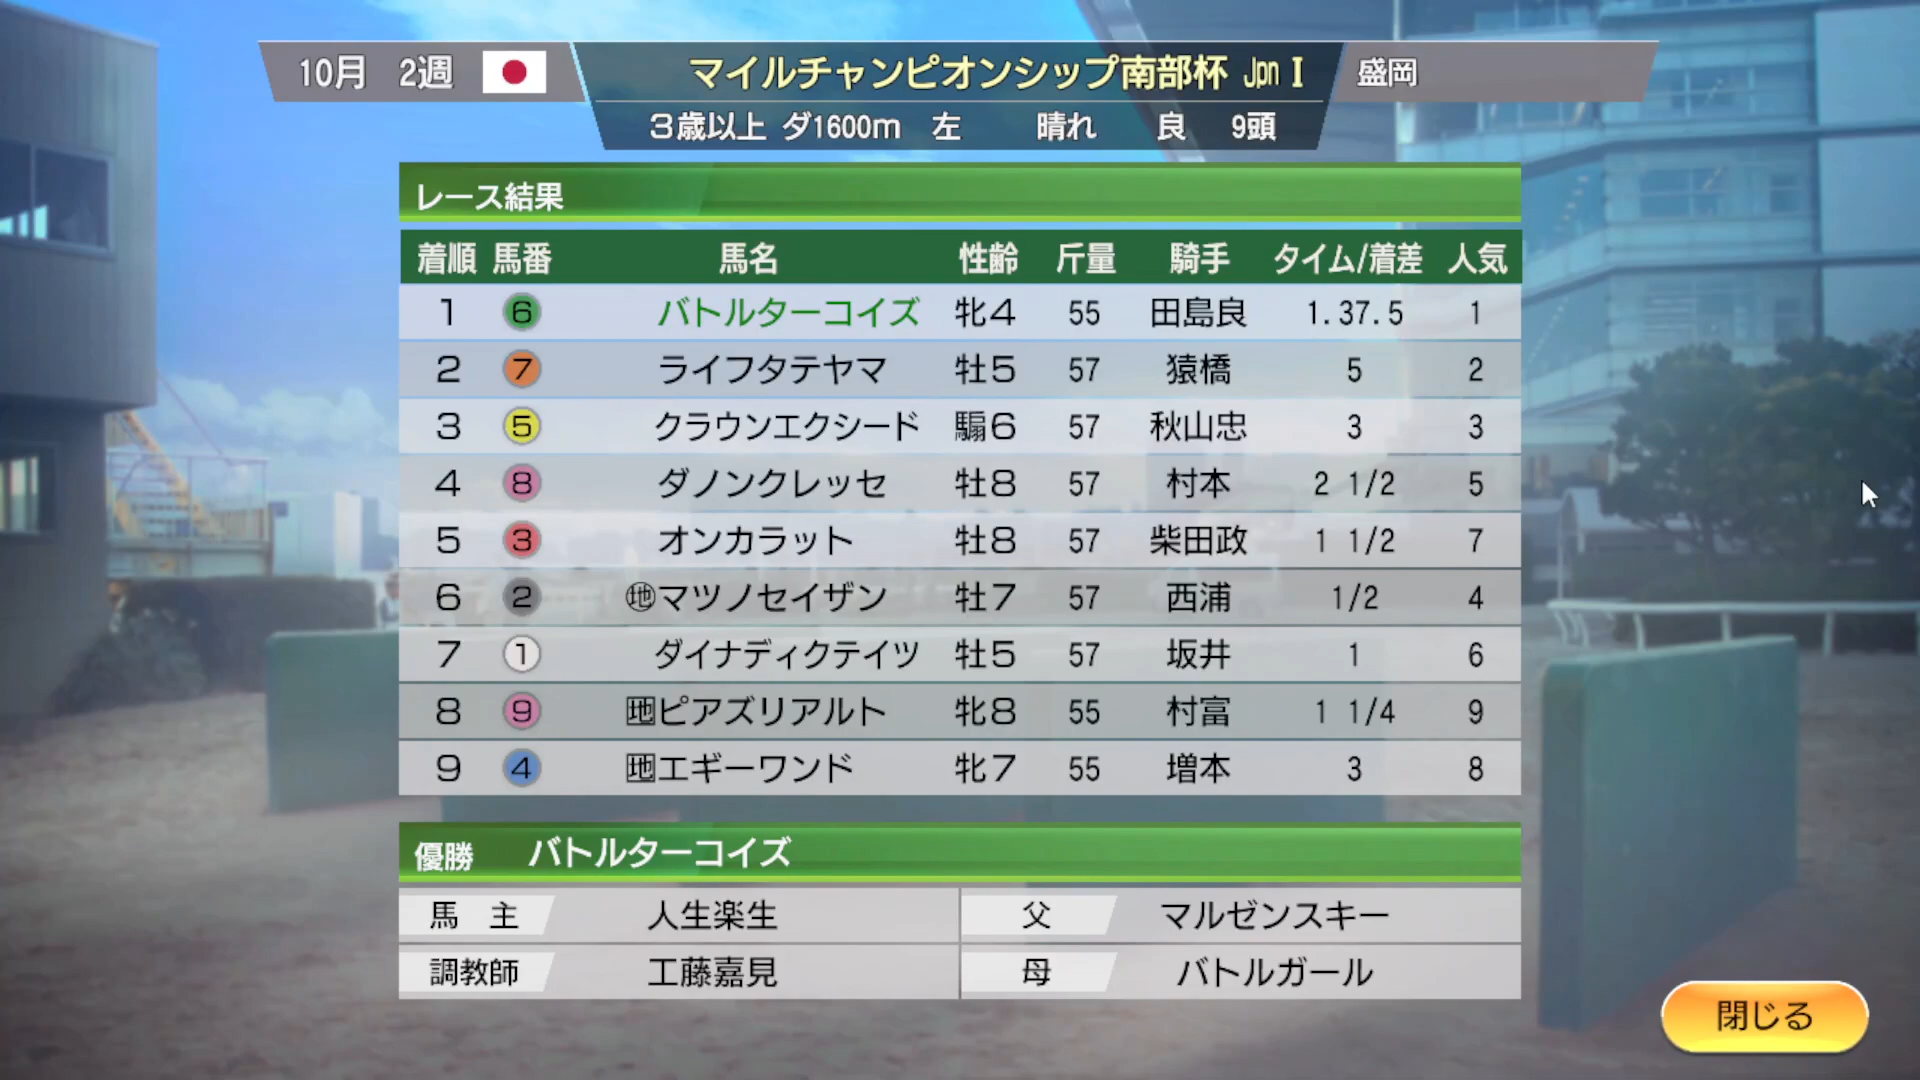 10月 2週 マイルチャンピオンシップ南部杯 JpnⅠ 盛岡
3歳以上 ダ1600m 左 晴れ 良 9頭
レース結果
着順 馬番 馬名 性齢 斤量 騎手 タイム/着差 人気
1 6 バトルターコイズ 牝4 55 田島良 1.37.5 1
2 7 ライフタテヤマ 牡5 57 猿橋 5 2
3 5 クラウンエクシード 騸6 57 秋山忠 3 3
4 8 ダノンクレッセ 牡8 57 村本 2 1/2 5
5 3 オンカラット 牡8 57 柴田政 1 1/2 7
6 2 ㊞地マツノセイザン 牡7 57 西浦 1/2 4
7 1 ダイナディクテイツ 牡5 57 坂井 1 6
8 9 地ピアズリアルト 牝8 55 村富 1 1/4 9
9 4 地エギーワンド 牝7 55 増本 3 8
優勝 バトルターコイズ
馬主 人生楽生 父 マルゼンスキー
調教師 工藤嘉見 母 バトルガール
閉じる